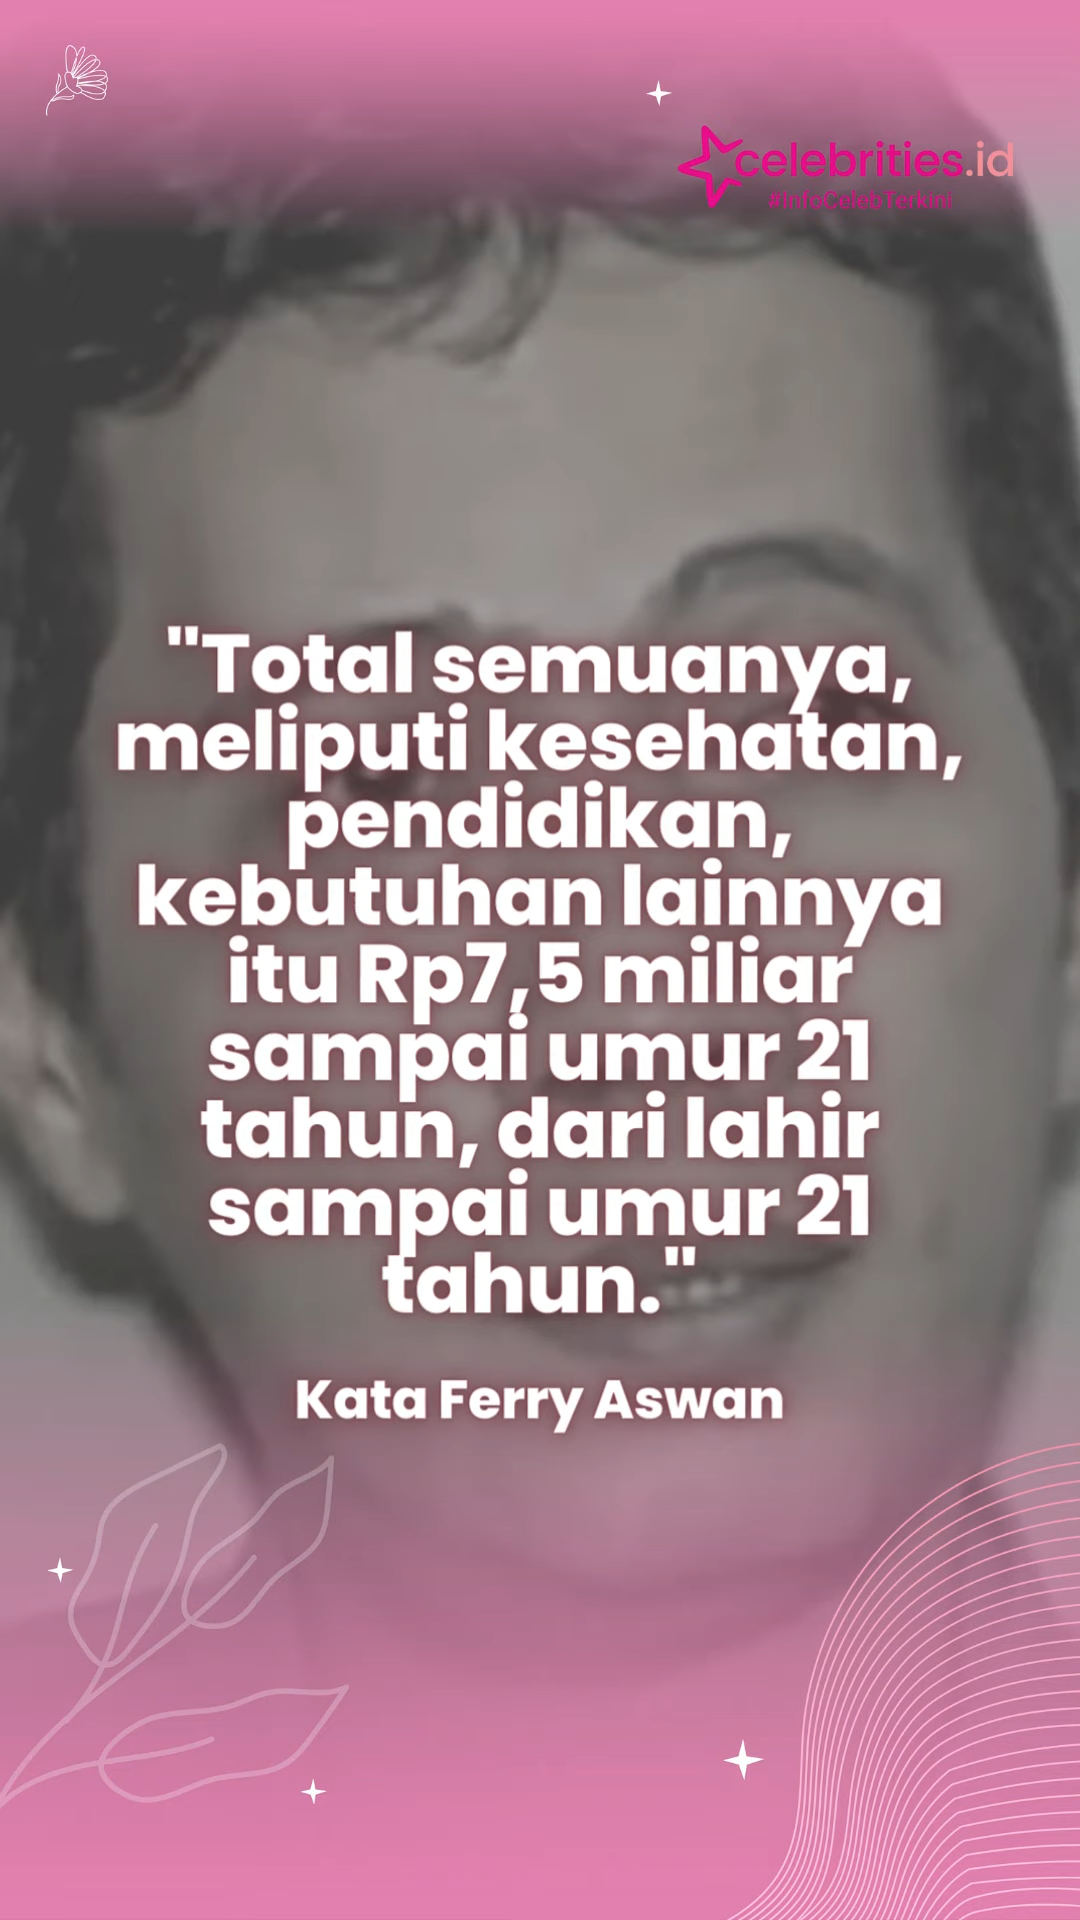 celebrities.id
#InfoCelebTerkini
"Total semuanya,
meliputi kesehatan,
pendidikan,
kebutuhan lainnya
itu Rp7,5 miliar
sampai umur 21
tahun, dari lahir
sampai umur 21
tahun."
Kata Ferry Aswan